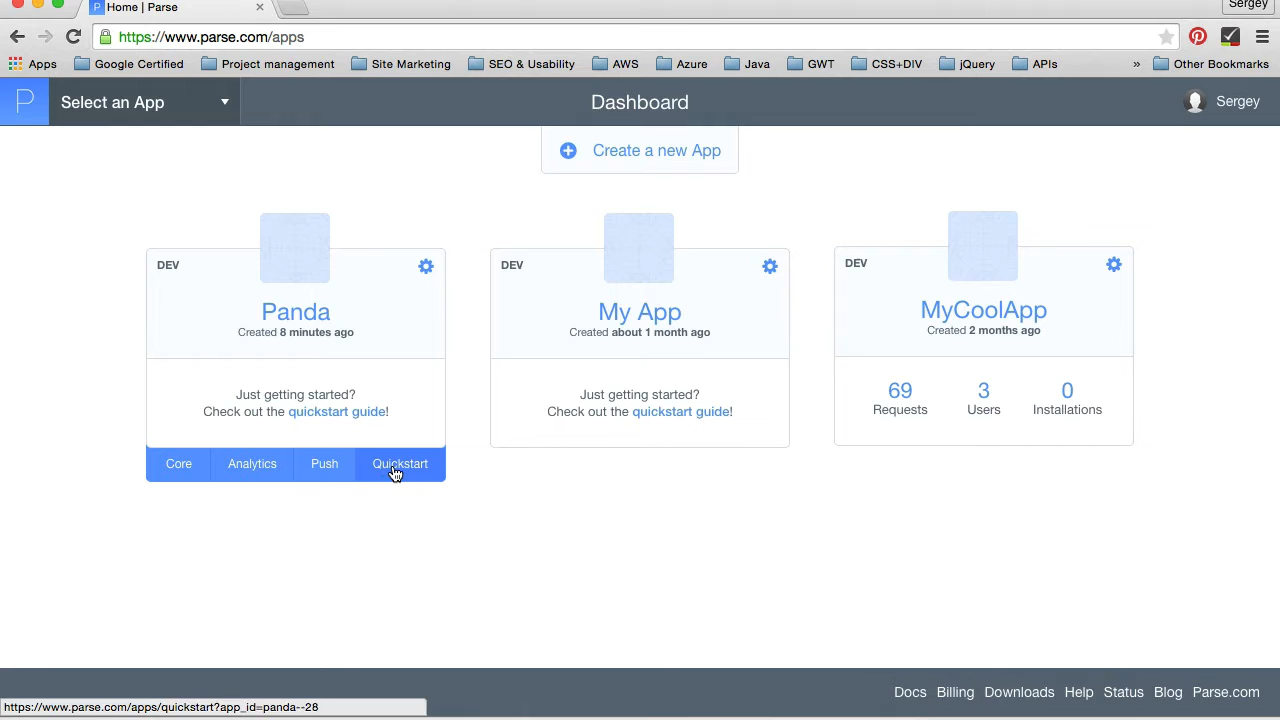 Sergey
Home | Parse
https://www.parse.com/apps
Apps Google Certified Project management Site Marketing SEO & Usability AWS Azure Java GWT CSS+DIV jQuery APIs » Other Bookmarks
P Select an App Dashboard Sergey
Create a new App
DEV
Panda
Created 8 minutes ago
Just getting started?
Check out the quickstart guide!
Core Analytics Push Quickstart
DEV
My App
Created about 1 month ago
Just getting started?
Check out the quickstart guide!
DEV
MyCoolApp
Created 2 months ago
69 3 0
Requests Users Installations
Docs Billing Downloads Help Status Blog Parse.com
https://www.parse.com/apps/quickstart?app_id=panda--28